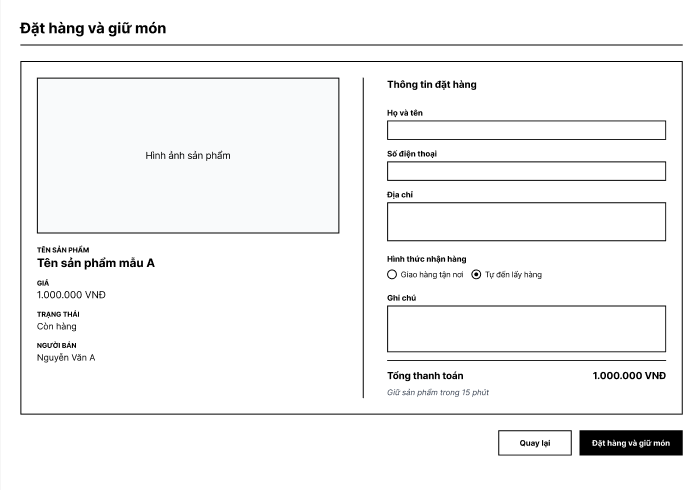 Đặt hàng và giữ món
Hình ảnh sản phẩm
TÊN SẢN PHẨM
Tên sản phẩm mẫu A
GIÁ
1.000.000 VNĐ
TRẠNG THÁI
Còn hàng
NGƯỜI BÁN
Nguyễn Văn A
Thông tin đặt hàng
Họ và tên
Số điện thoại
Địa chỉ
Hình thức nhận hàng
Giao hàng tận nơi Tự đến lấy hàng
Ghi chú
Tổng thanh toán 1.000.000 VNĐ
Giữ sản phẩm trong 15 phút
Quay lại Đặt hàng và giữ món